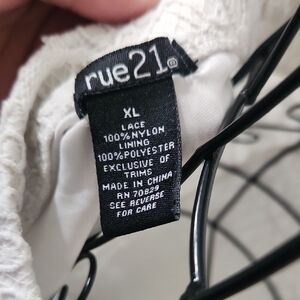 rue21®
XL
LACE
100%NYLON
LINING
100%POLYESTER
EXCLUSIVE OF
TRIMS
MADE IN CHINA
RN 70829
SEE REVERSE
FOR CARE